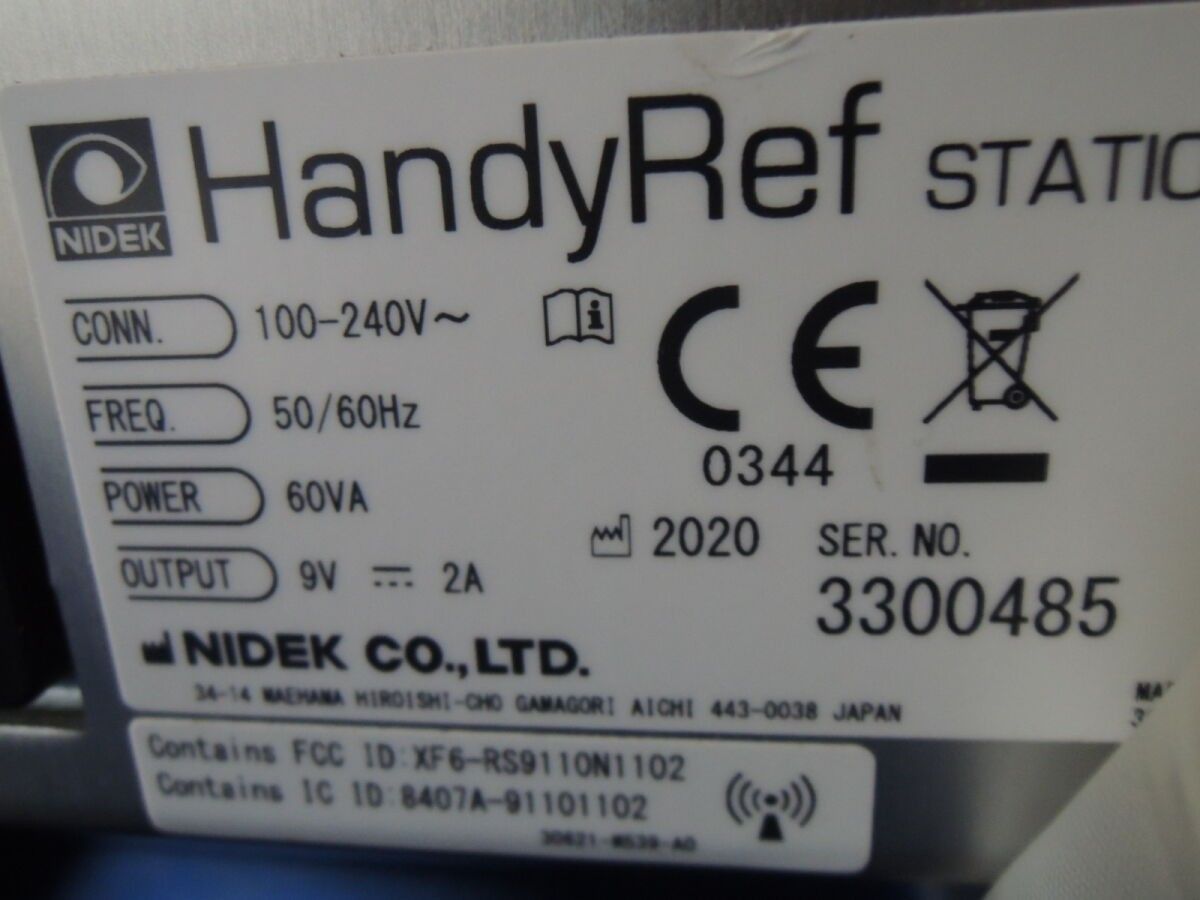 NIDEK
HandyRef STATIO
CONN. 100-240V~
FREQ. 50/60Hz
POWER 60VA
OUTPUT 9V ⎓ 2A
CE
0344
2020
SER. NO.
3300485
NIDEK CO., LTD.
34-14 MAEHAMA HIROISHI-CHO GAMAGORI AICHI 443-0038 JAPAN
Contains FCC ID:XF6-RS9110N1102
Contains IC ID:8407A-91101102